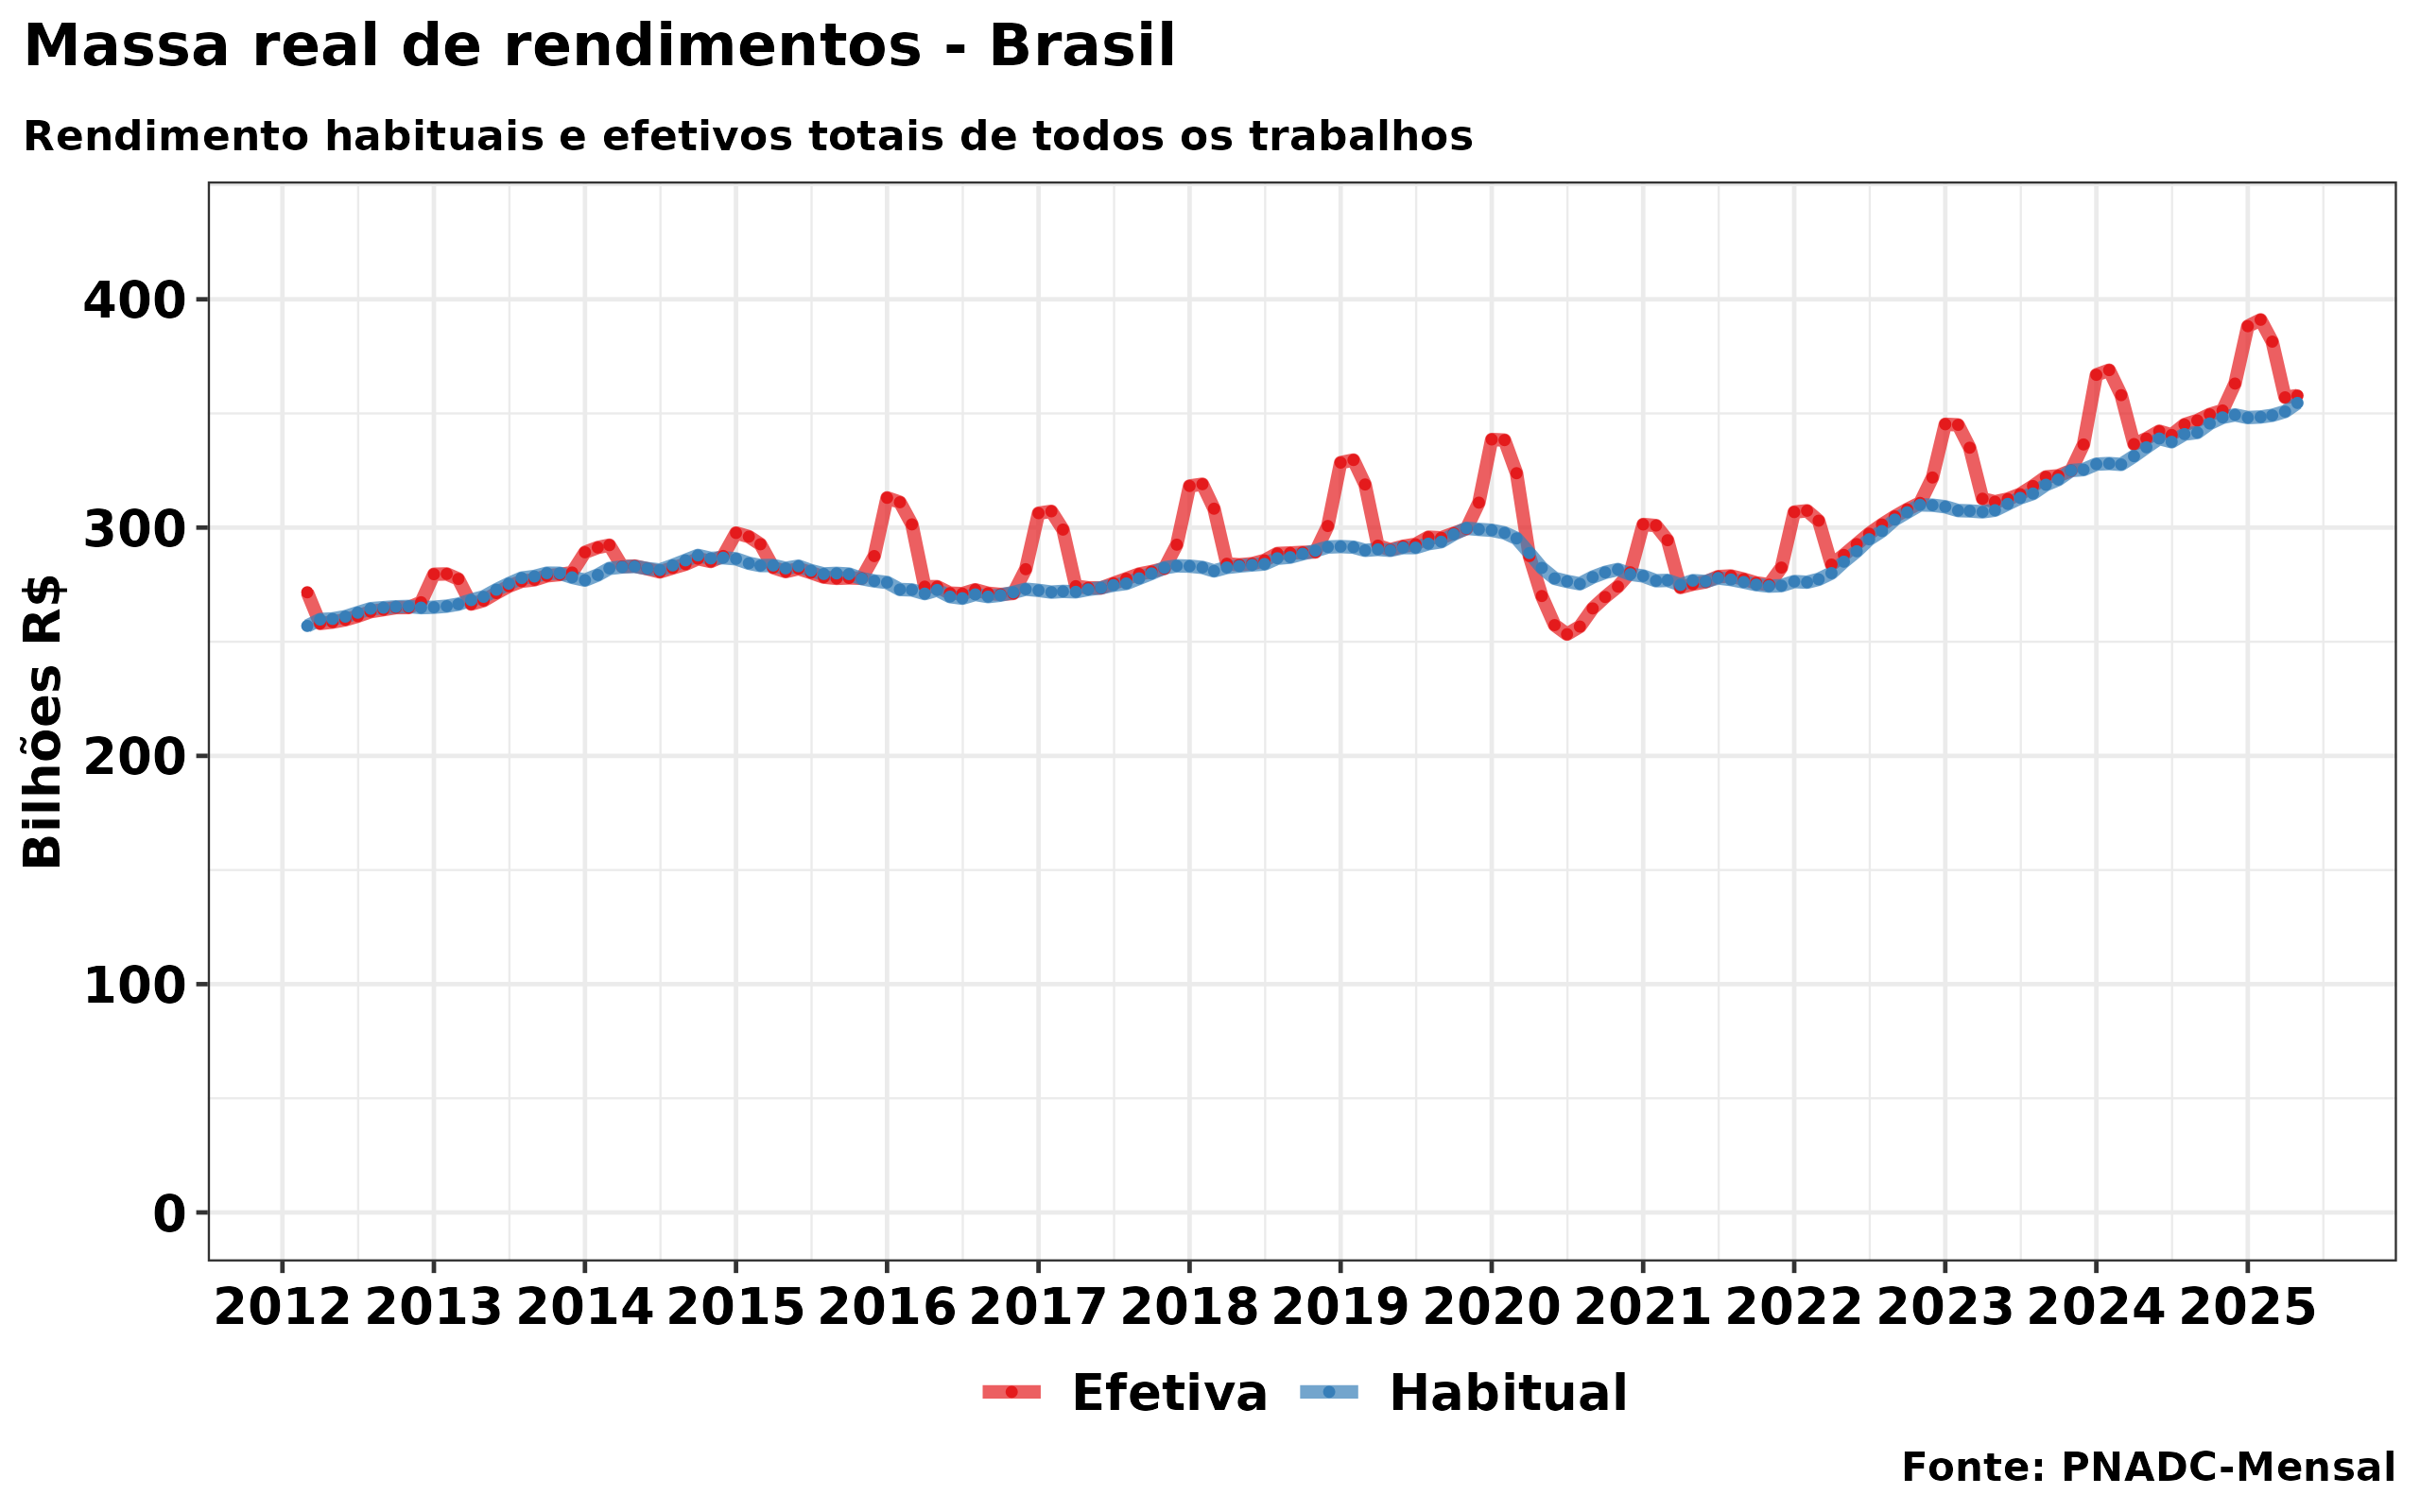 Massa real de rendimentos - Brasil
Rendimento habituais e efetivos totais de todos os trabalhos
Bilhões R$
400
300
200
100
0
2012 2013 2014 2015 2016 2017 2018 2019 2020 2021 2022 2023 2024 2025
Efetiva Habitual
Fonte: PNADC-Mensal